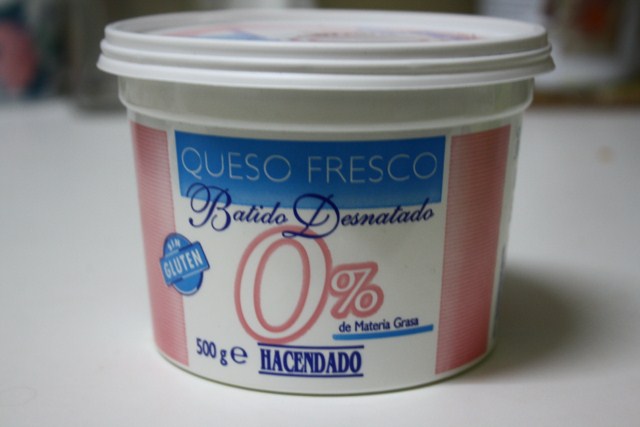 QUESO FRESCO
Batido Desnatado
SIN
GLUTEN
0%
de Materia Grasa
500 g e
HACENDADO